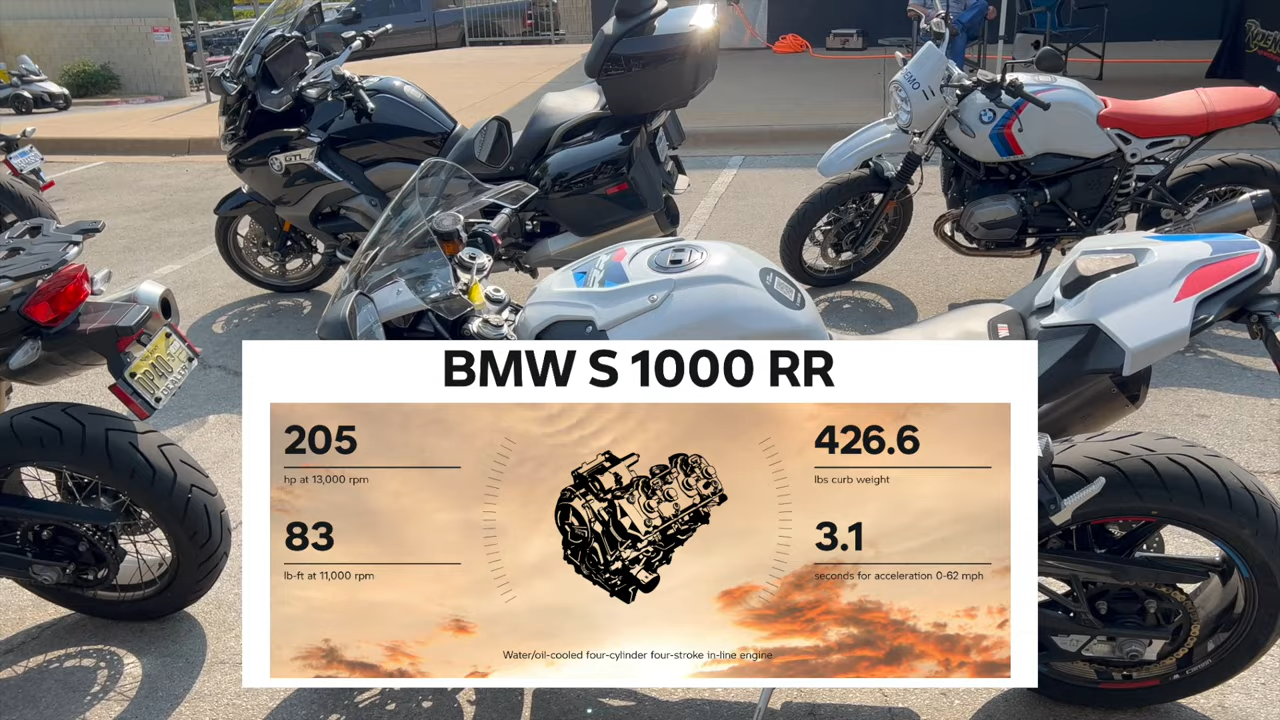 GTL
DEMO
BMW S 1000 RR
205
hp at 13,000 rpm
426.6
lbs curb weight
83
lb-ft at 11,000 rpm
3.1
seconds for acceleration 0-62 mph
Water/oil-cooled four-cylinder four-stroke in-line engine